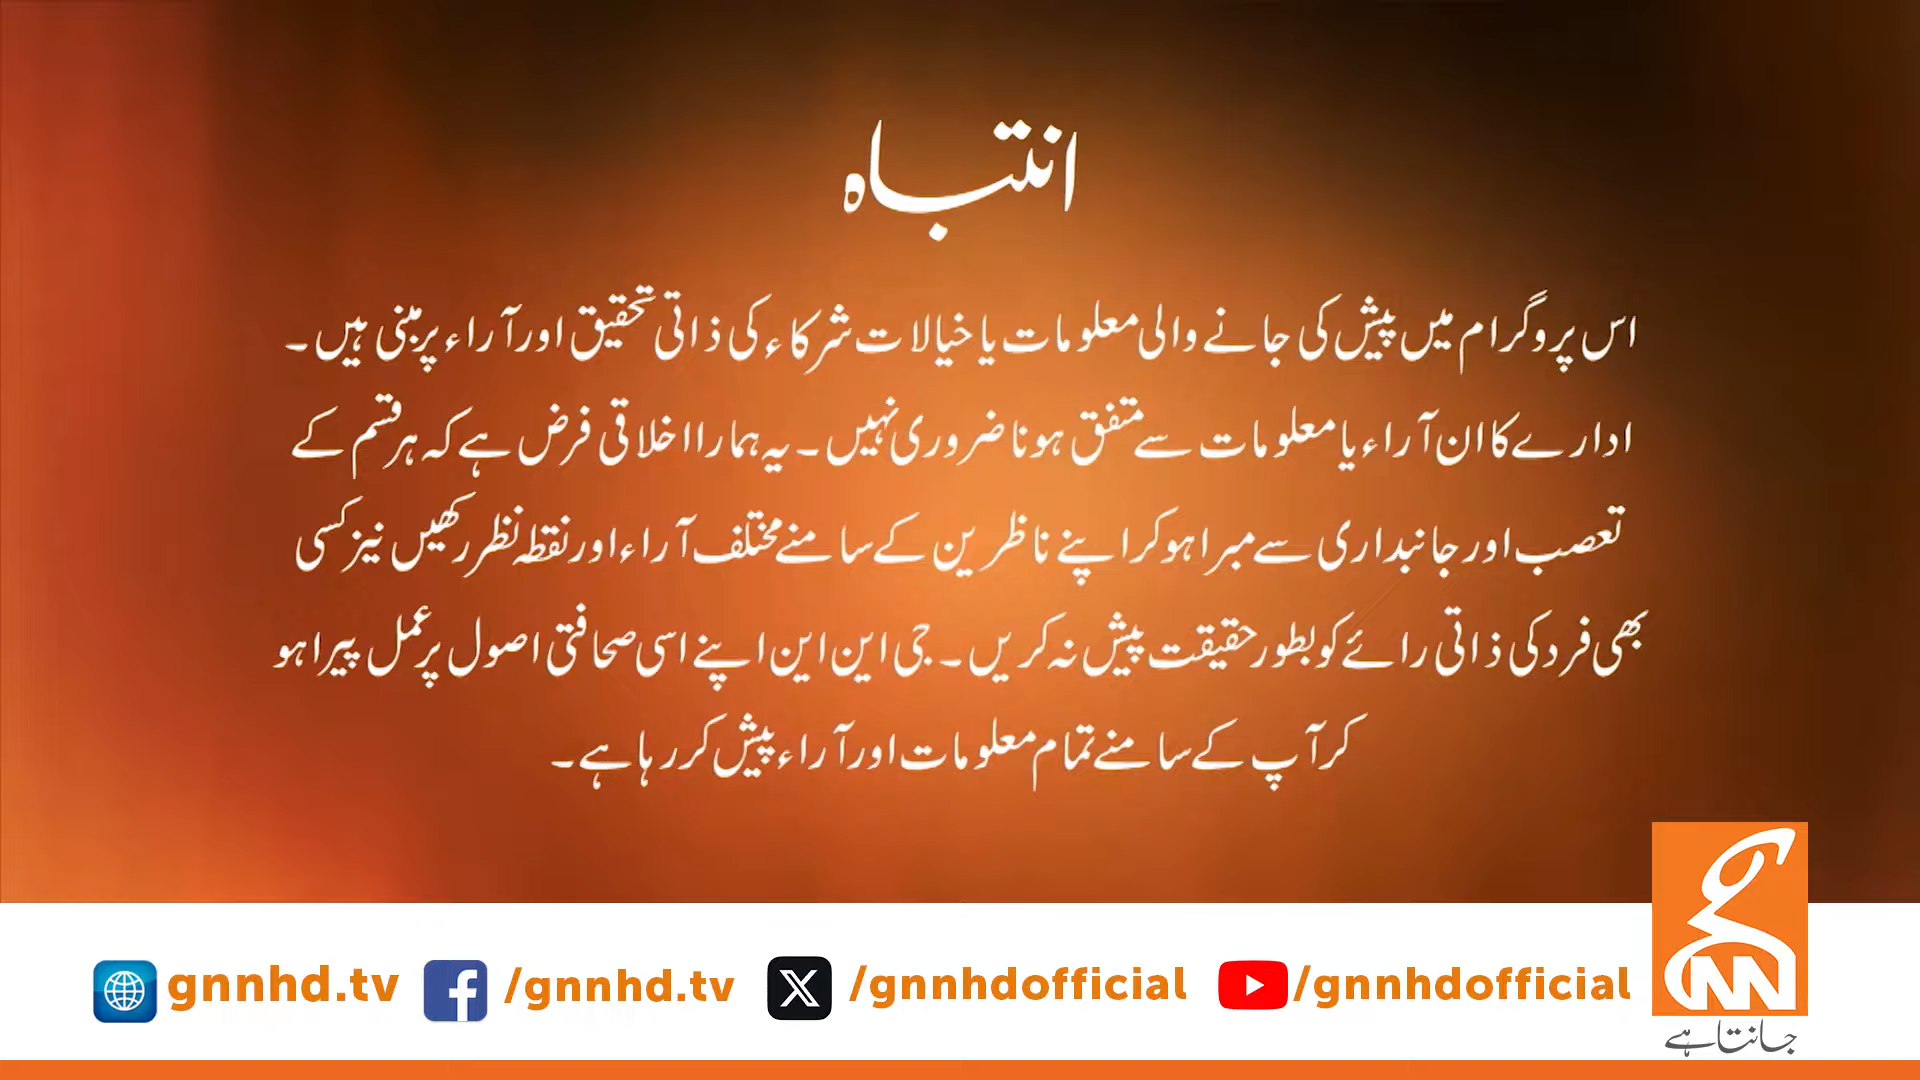 انتباہ
اس پروگرام میں پیش کی جانے والی معلومات یا خیالات شرکاء کی ذاتی تحقیق اور آراء پر مبنی ہیں۔
ادارے کا ان آراء یا معلومات سے متفق ہونا ضروری نہیں۔ یہ ہمارا اخلاقی فرض ہے کہ ہر قسم کے
تعصب اور جانبداری سے مبرا ہو کر اپنے ناظرین کے سامنے مختلف آراء اور نقطہ نظر رکھیں نیز کسی
بھی فرد کی ذاتی رائے کو بطور حقیقت پیش نہ کریں۔ جی این این اپنے اسی صحافتی اصول پر عمل پیرا ہو
کر آپ کے سامنے تمام معلومات اور آراء پیش کر رہا ہے۔
gnnhd.tv /gnnhd.tv /gnnhdofficial /gnnhdofficial
GNN
جانتا ہے